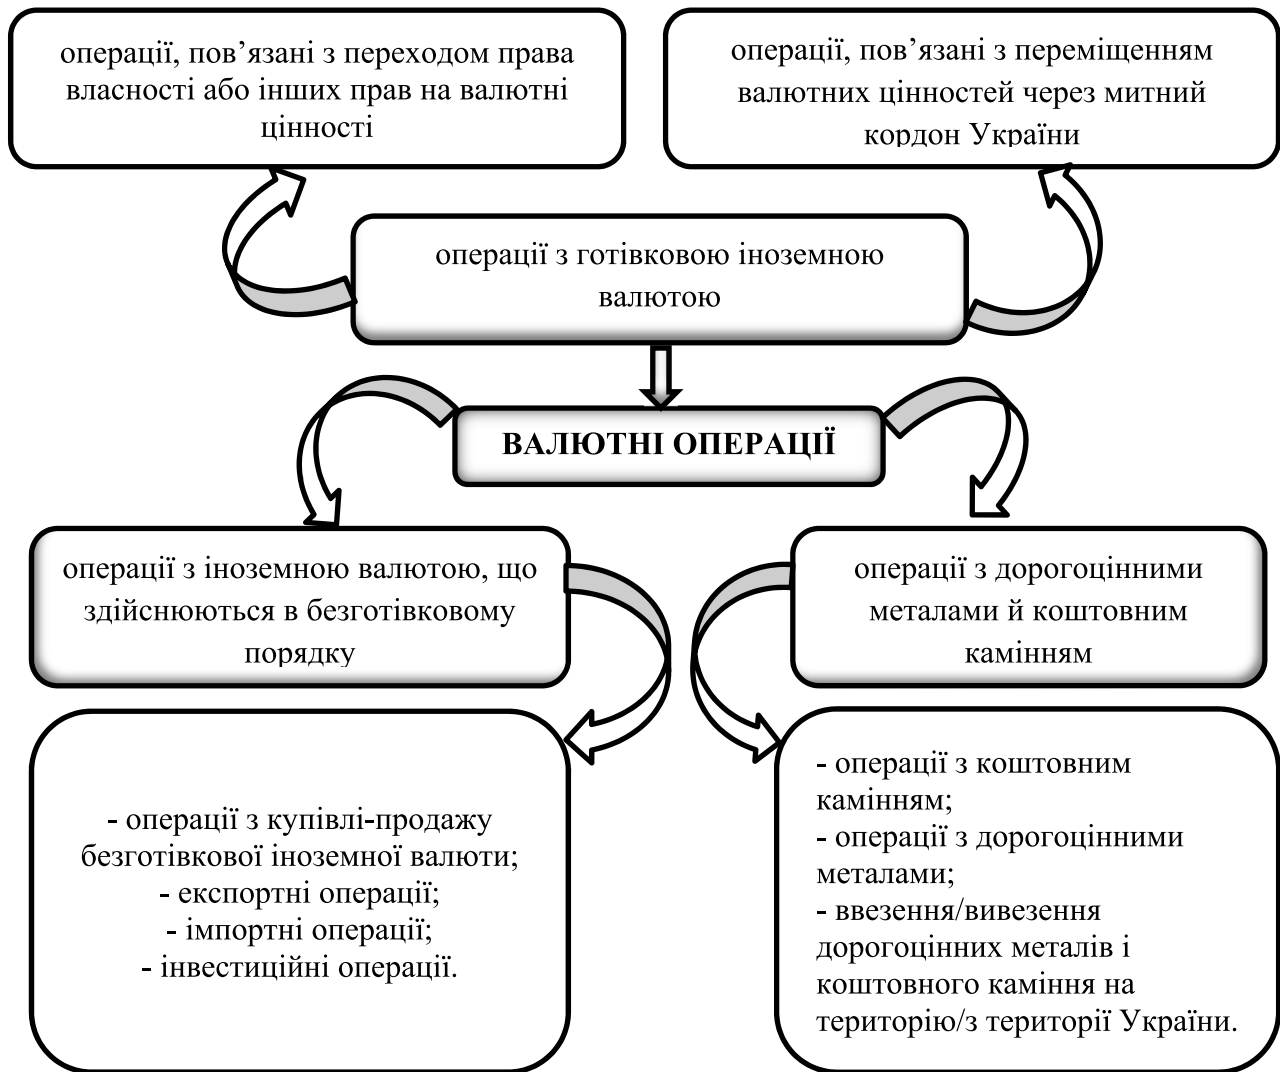 операції, пов’язані з переходом права
власності або інших прав на валютні
цінності
операції, пов’язані з переміщенням
валютних цінностей через митний
кордон України
операції з готівковою іноземною
валютою
ВАЛЮТНІ ОПЕРАЦІЇ
операції з іноземною валютою, що
здійснюються в безготівковому
порядку
операції з дорогоцінними
металами й коштовним
камінням
- операції з купівлі-продажу
безготівкової іноземної валюти;
- експортні операції;
- імпортні операції;
- інвестиційні операції.
- операції з коштовним
камінням;
- операції з дорогоцінними
металами;
- ввезення/вивезення
дорогоцінних металів і
коштовного каміння на
територію/з території України.